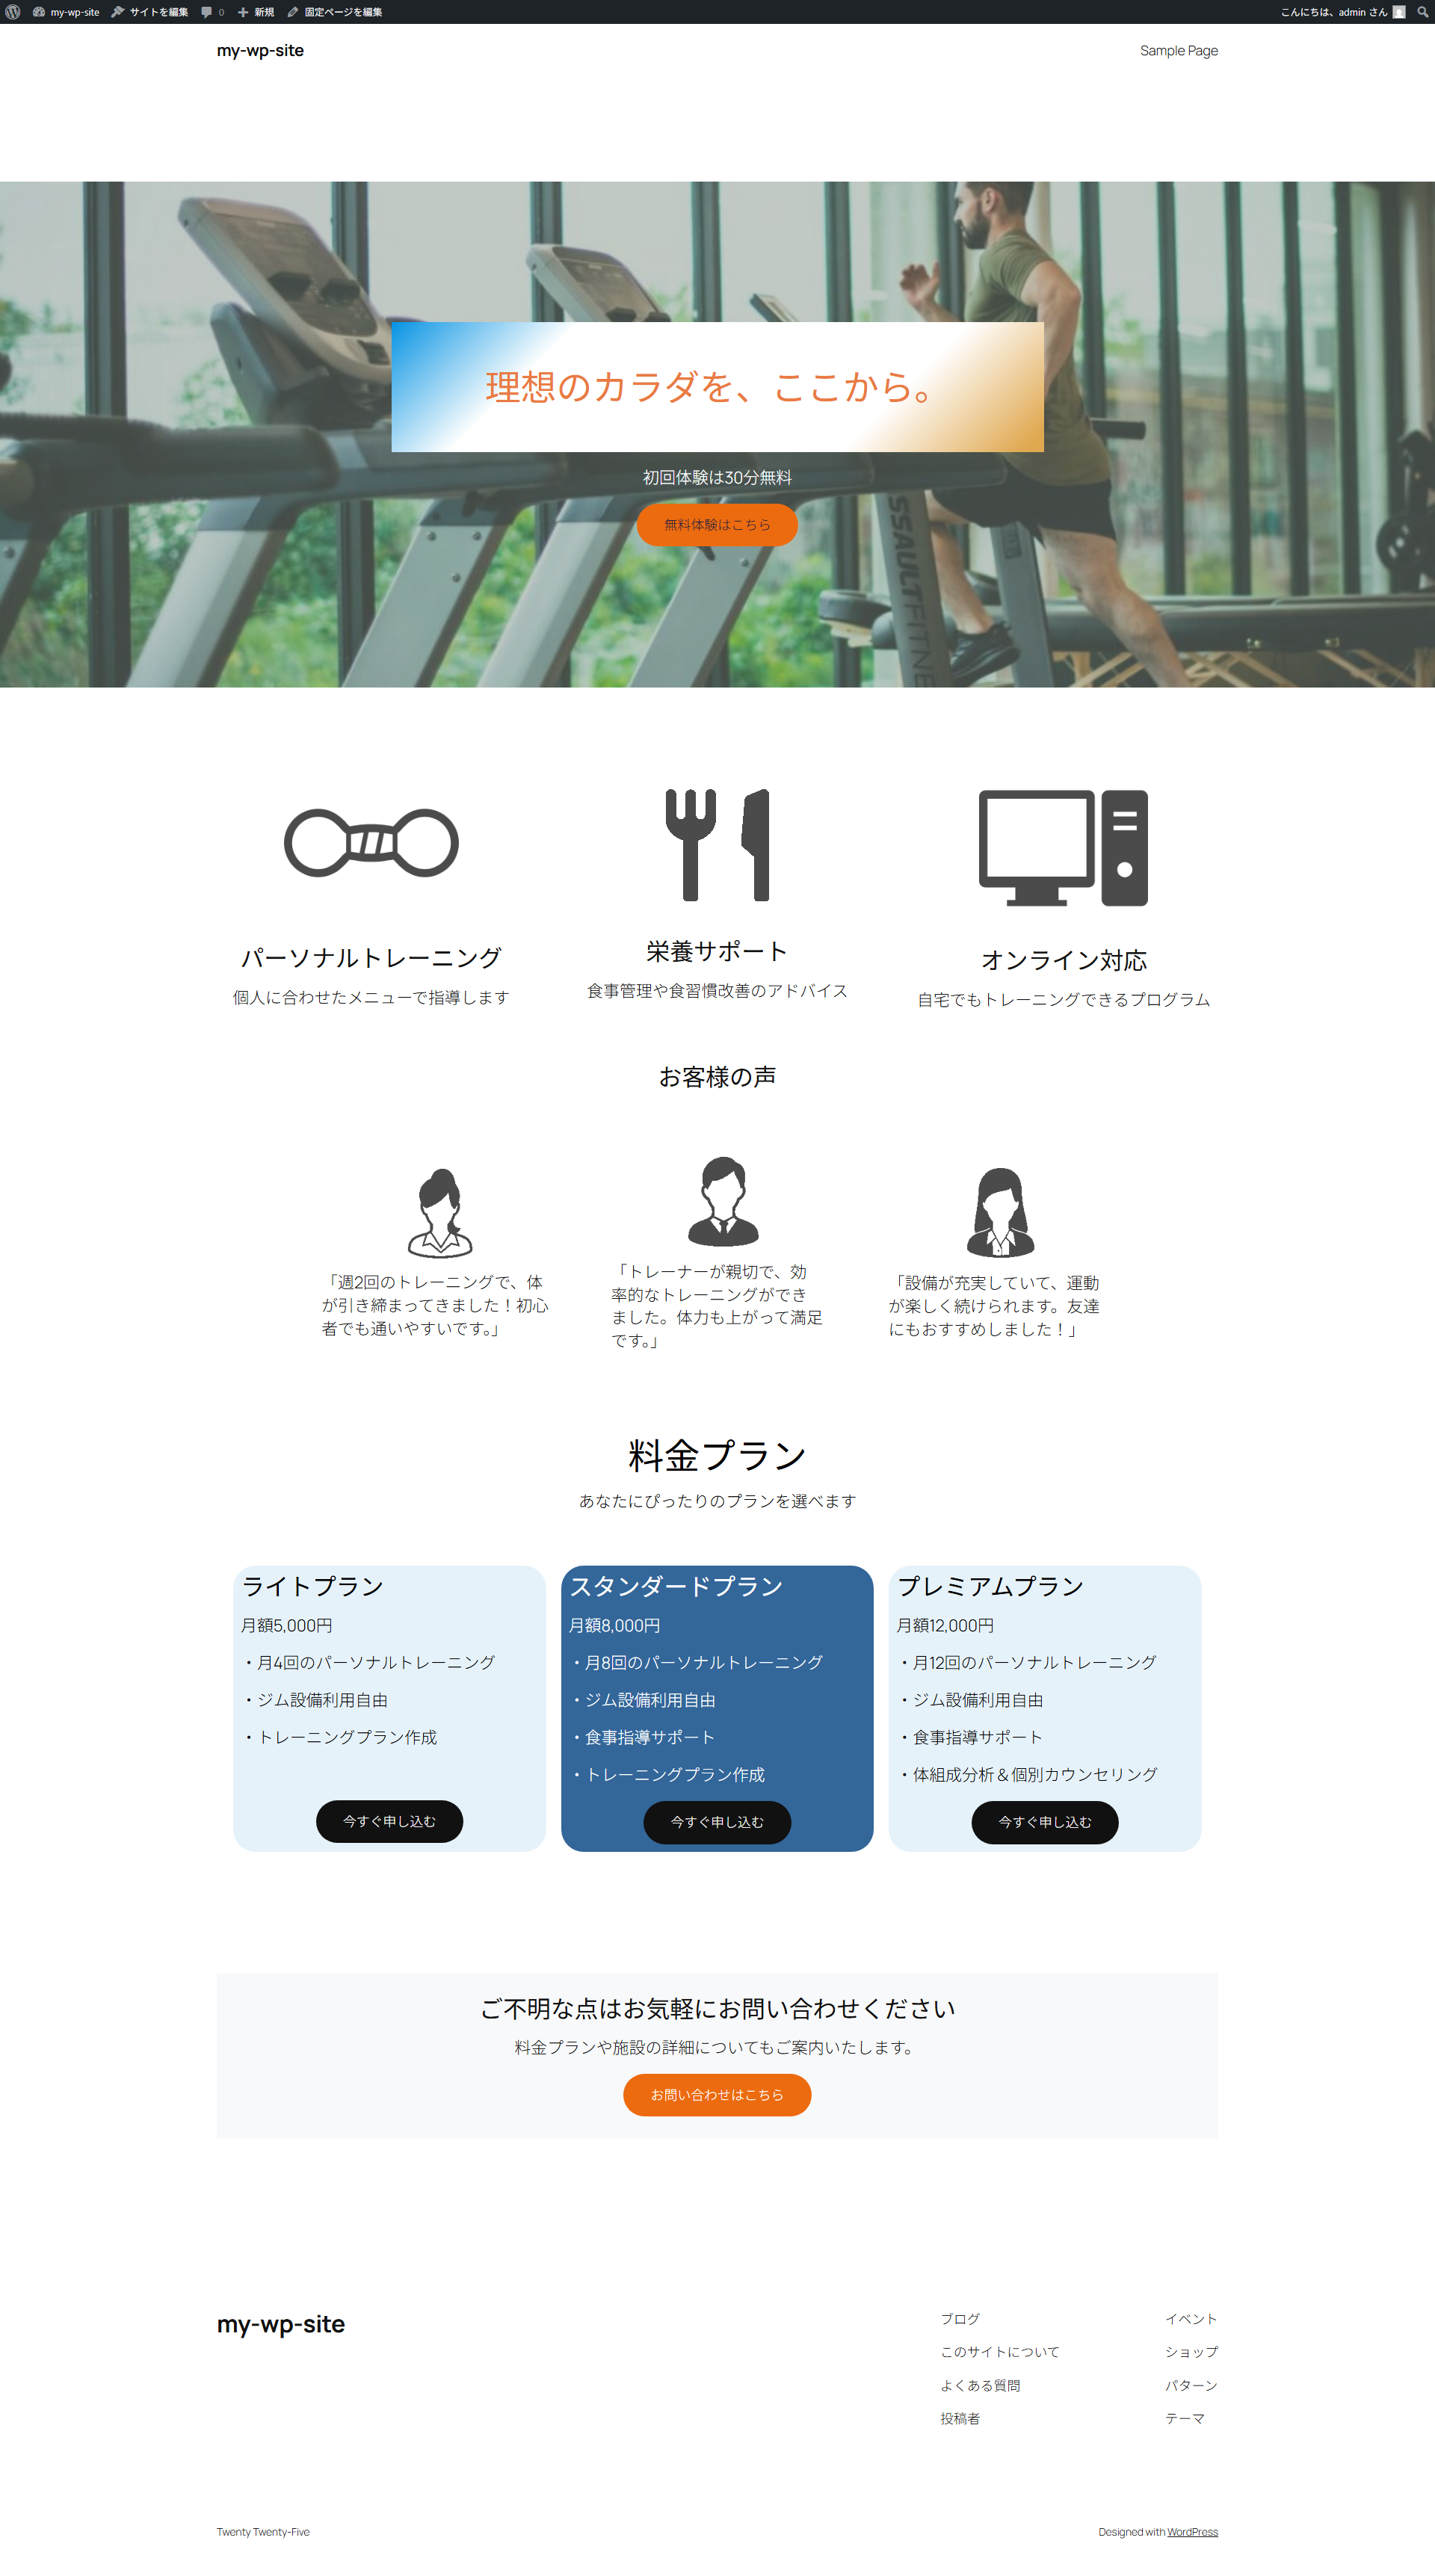 my-wp-site サイトを編集 0 新規 固定ページを編集 こんにちは、admin さん
my-wp-site Sample Page
理想のカラダを、ここから。
初回体験は30分無料
無料体験はこちら
SSAULTFITNE
パーソナルトレーニング
個人に合わせたメニューで指導します
栄養サポート
食事管理や食習慣改善のアドバイス
オンライン対応
自宅でもトレーニングできるプログラム
お客様の声
「週2回のトレーニングで、体
が引き締まってきました！初心
者でも通いやすいです。」
「トレーナーが親切で、効
率的なトレーニングができ
ました。体力も上がって満足
です。」
「設備が充実していて、運動
が楽しく続けられます。友達
にもおすすめしました！」
料金プラン
あなたにぴったりのプランを選べます
ライトプラン
月額5,000円
・月4回のパーソナルトレーニング
・ジム設備利用自由
・トレーニングプラン作成
今すぐ申し込む
スタンダードプラン
月額8,000円
・月8回のパーソナルトレーニング
・ジム設備利用自由
・食事指導サポート
・トレーニングプラン作成
今すぐ申し込む
プレミアムプラン
月額12,000円
・月12回のパーソナルトレーニング
・ジム設備利用自由
・食事指導サポート
・体組成分析＆個別カウンセリング
今すぐ申し込む
ご不明な点はお気軽にお問い合わせください
料金プランや施設の詳細についてもご案内いたします。
お問い合わせはこちら
my-wp-site
ブログ
このサイトについて
よくある質問
投稿者
イベント
ショップ
パターン
テーマ
Twenty Twenty-Five
Designed with WordPress